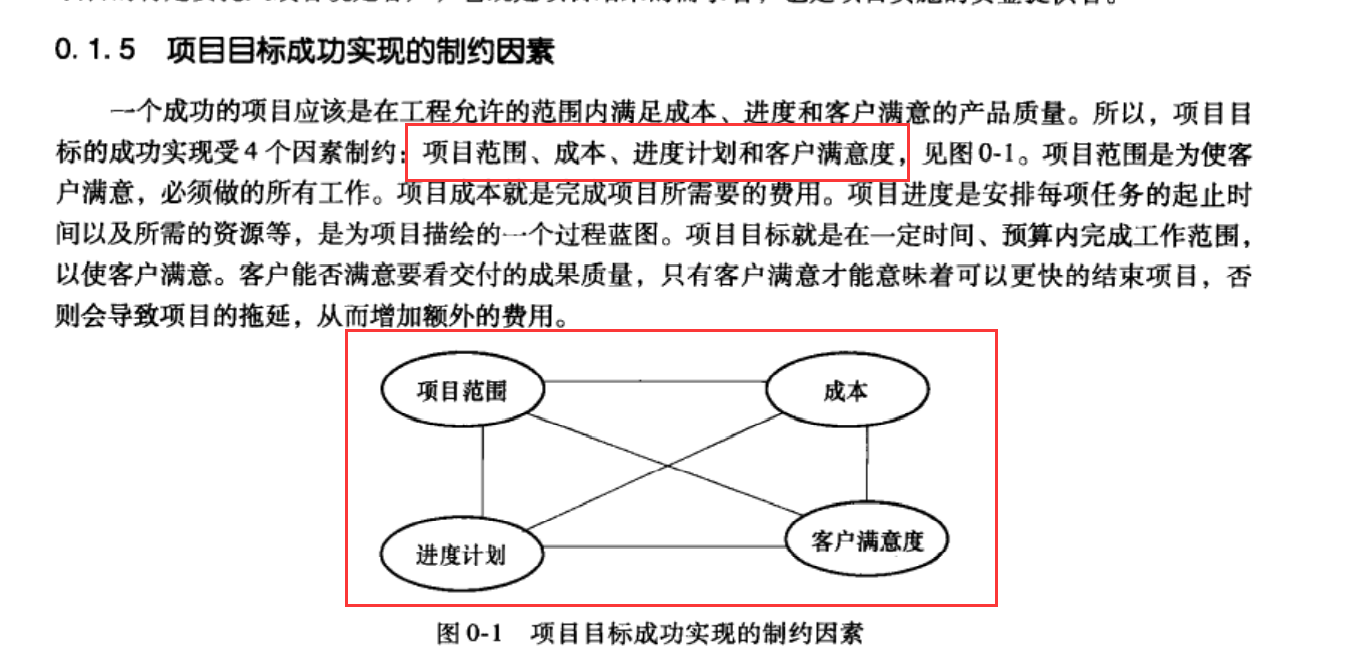 0.1.5 项目目标成功实现的制约因素
一个成功的项目应该是在工程允许的范围内满足成本、进度和客户满意的产品质量。所以，项目目
标的成功实现受4个因素制约：项目范围、成本、进度计划和客户满意度，见图0-1。项目范围是为使客
户满意，必须做的所有工作。项目成本就是完成项目所需要的费用。项目进度是安排每项任务的起止时
间以及所需的资源等，是为项目描绘的一个过程蓝图。项目目标就是在一定时间、预算内完成工作范围，
以使客户满意。客户能否满意要看交付的成果质量，只有客户满意才能意味着可以更快的结束项目，否
则会导致项目的拖延，从而增加额外的费用。
项目范围
成本
进度计划
客户满意度
图0-1 项目目标成功实现的制约因素